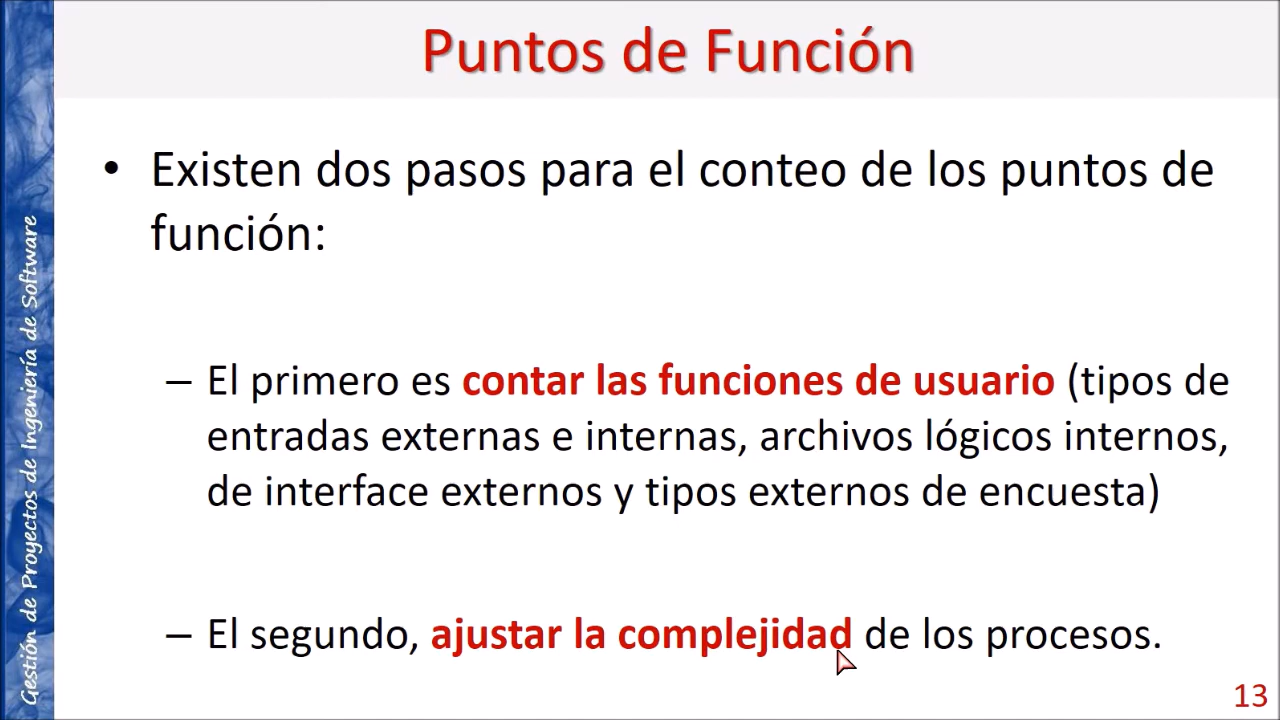 Puntos de Función
• Existen dos pasos para el conteo de los puntos de
función:
– El primero es contar las funciones de usuario (tipos de
entradas externas e internas, archivos lógicos internos,
de interface externos y tipos externos de encuesta)
– El segundo, ajustar la complejidad de los procesos.
Gestión de Proyectos de Ingeniería de Software
13